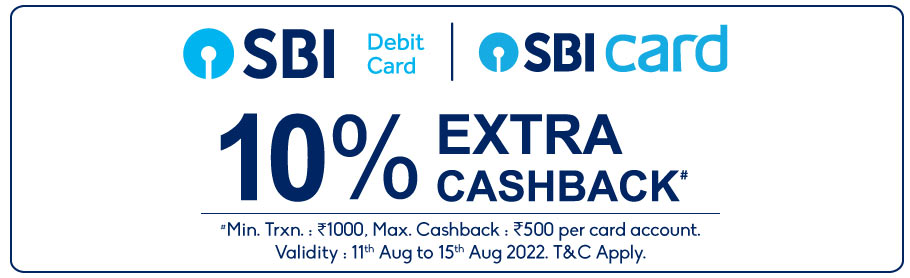 SBI Debit Card | SBI card
10% EXTRA CASHBACK#
#Min. Trxn. : ₹1000, Max. Cashback : ₹500 per card account.
Validity : 11th Aug to 15th Aug 2022. T&C Apply.